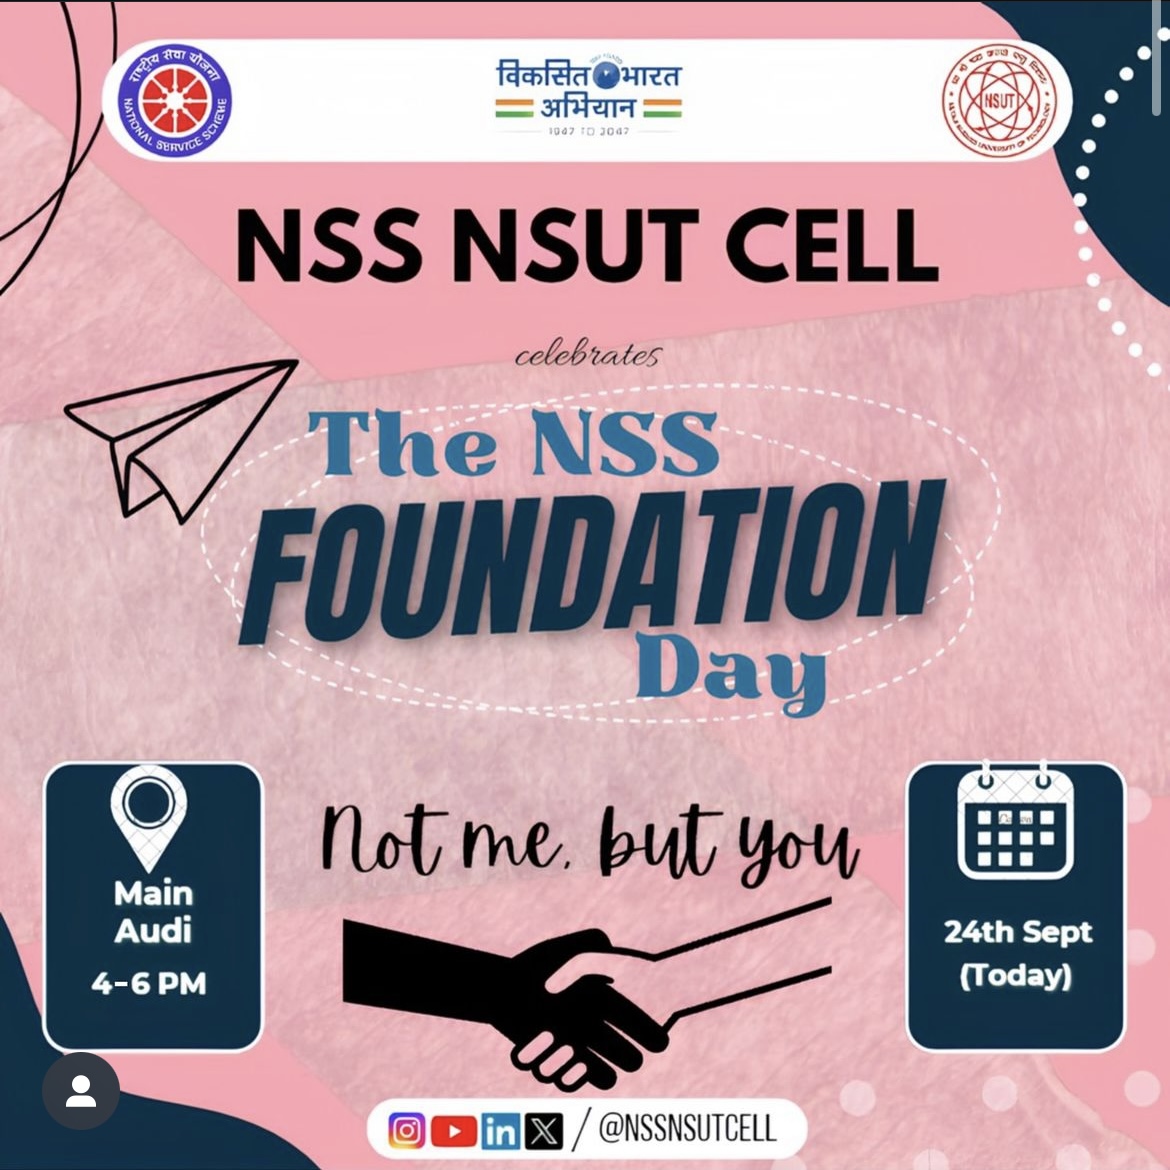 राष्ट्रीय सेवा योजना
NATIONAL SERVICE SCHEME
विकसित भारत
अभियान
1947 TO 2047
NSUT
NSS NSUT CELL
celebrates
The NSS
FOUNDATION
Day
Not me, but you
Main
Audi
4-6 PM
24th Sept
(Today)
/@NSSNSUTCELL